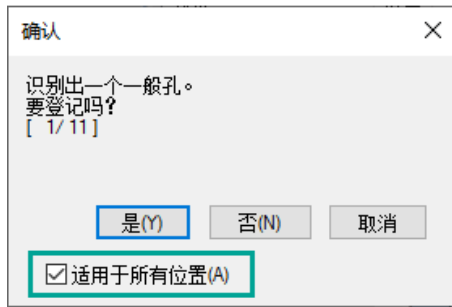 确认
识别出一个一般孔。
要登记吗?
[ 1/ 11 ]
是(Y) 否(N) 取消
适用于所有位置(A)